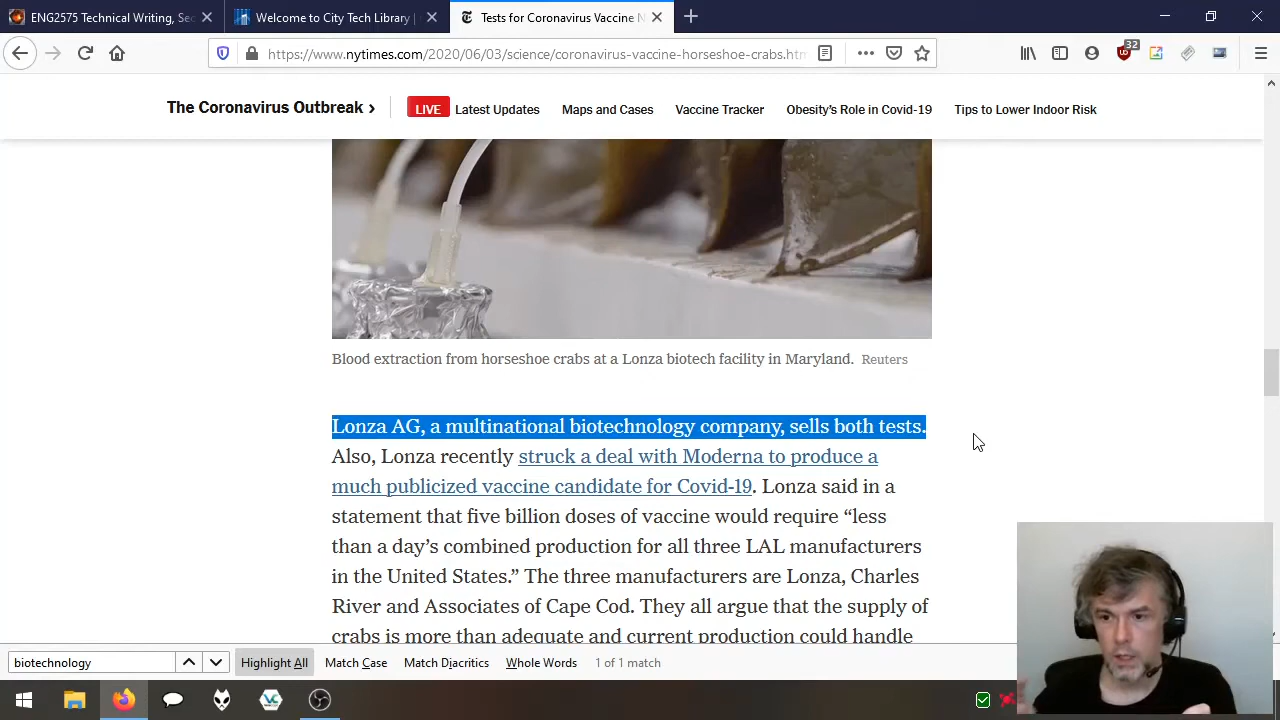 ENG2575 Technical Writing, Sec
Welcome to City Tech Library |
Tests for Coronavirus Vaccine N
https://www.nytimes.com/2020/06/03/science/coronavirus-vaccine-horseshoe-crabs.htm
32
The Coronavirus Outbreak ›
LIVE Latest Updates Maps and Cases Vaccine Tracker Obesity's Role in Covid-19 Tips to Lower Indoor Risk
Blood extraction from horseshoe crabs at a Lonza biotech facility in Maryland. Reuters
Lonza AG, a multinational biotechnology company, sells both tests.
Also, Lonza recently struck a deal with Moderna to produce a
much publicized vaccine candidate for Covid-19. Lonza said in a
statement that five billion doses of vaccine would require “less
than a day’s combined production for all three LAL manufacturers
in the United States.” The three manufacturers are Lonza, Charles
River and Associates of Cape Cod. They all argue that the supply of
crabs is more than adequate and current production could handle
biotechnology Highlight All Match Case Match Diacritics Whole Words 1 of 1 match